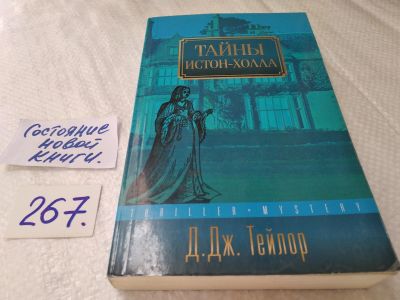 ТАЙНЫ
ИСТОН-ХОЛЛА
THRILLER • MYSTERY
Д.Дж. Тейлор
Состояние
новой
книги.
267.